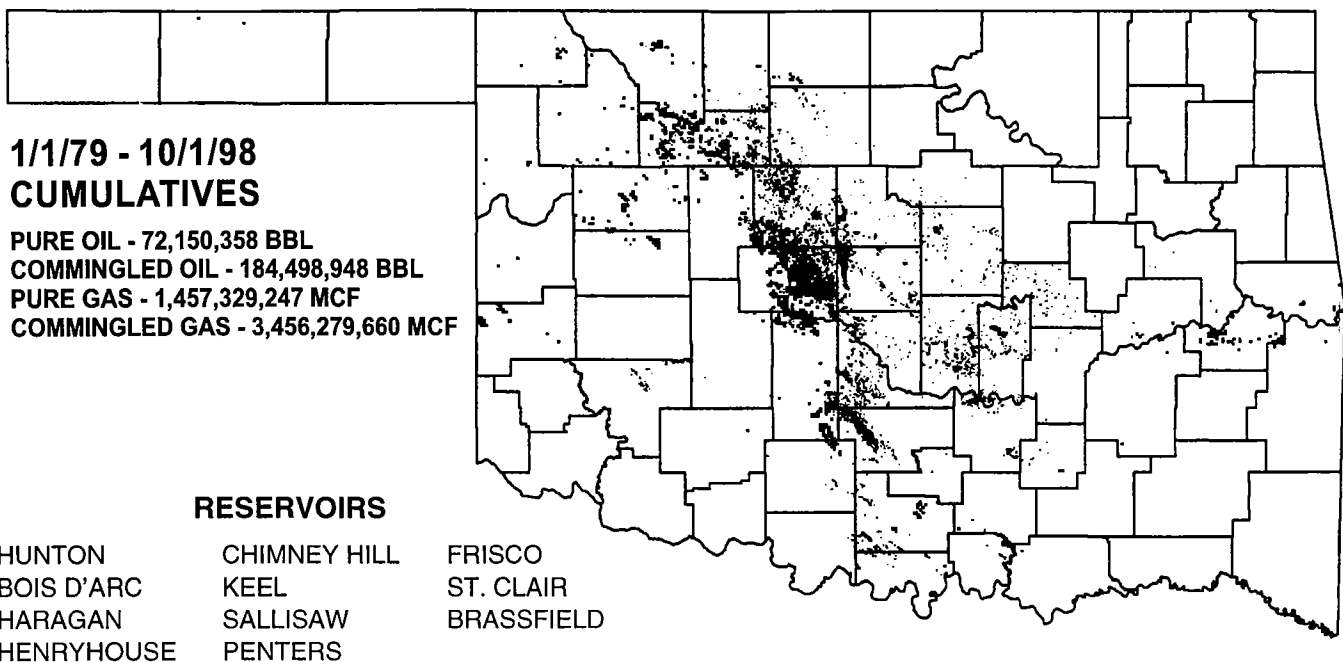 1/1/79 - 10/1/98
CUMULATIVES
PURE OIL - 72,150,358 BBL
COMMINGLED OIL - 184,498,948 BBL
PURE GAS - 1,457,329,247 MCF
COMMINGLED GAS - 3,456,279,660 MCF
RESERVOIRS
HUNTON CHIMNEY HILL FRISCO
BOIS D'ARC KEEL ST. CLAIR
HARAGAN SALLISAW BRASSFIELD
HENRYHOUSE PENTERS